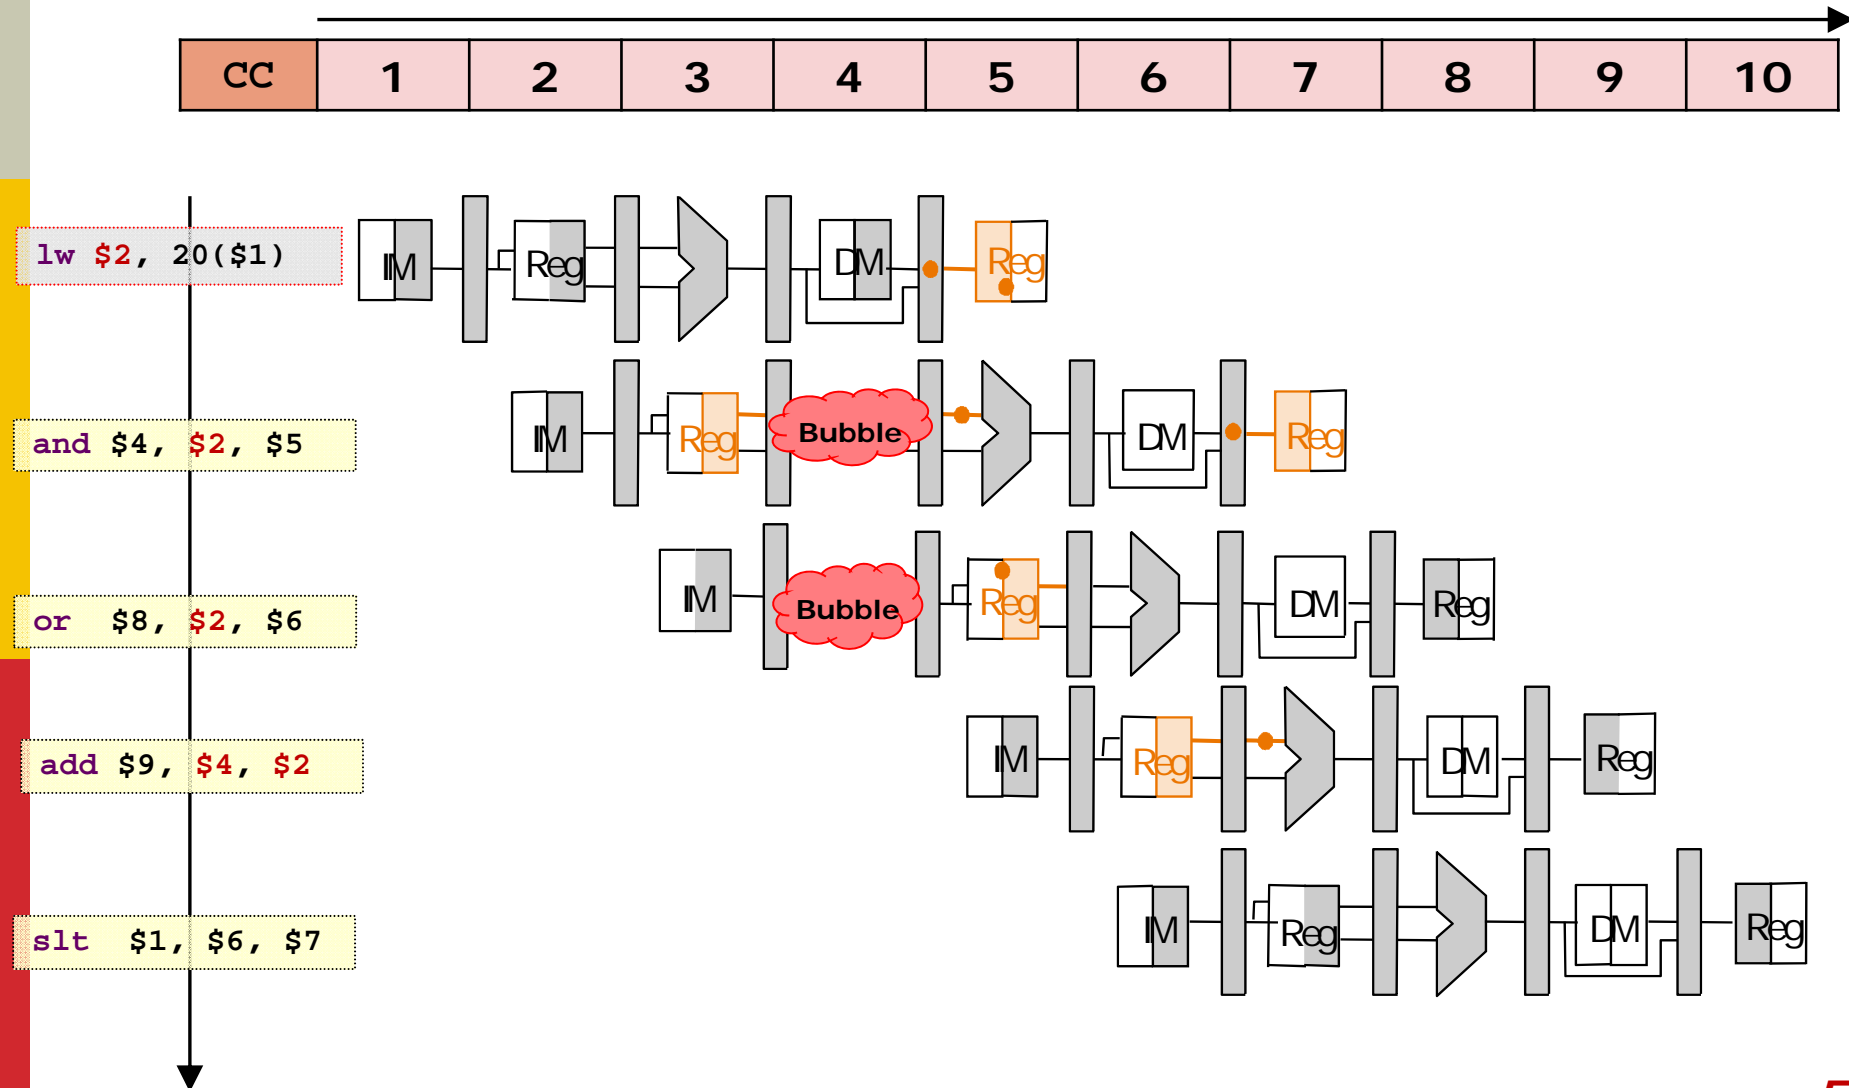 CC 1 2 3 4 5 6 7 8 9 10
lw $2, 20($1) IM Reg DM Reg
and $4, $2, $5 IM Reg Bubble DM Reg
or $8, $2, $6 IM Bubble Reg DM Reg
add $9, $4, $2 IM Reg DM Reg
slt $1, $6, $7 IM Reg DM Reg